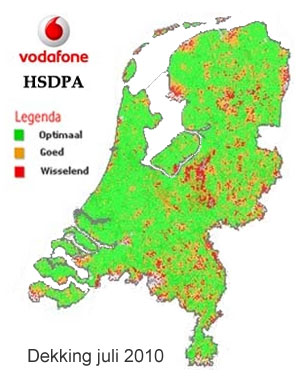 vodafone
HSDPA
Legenda
Optimaal
Goed
Wisselend
Dekking juli 2010